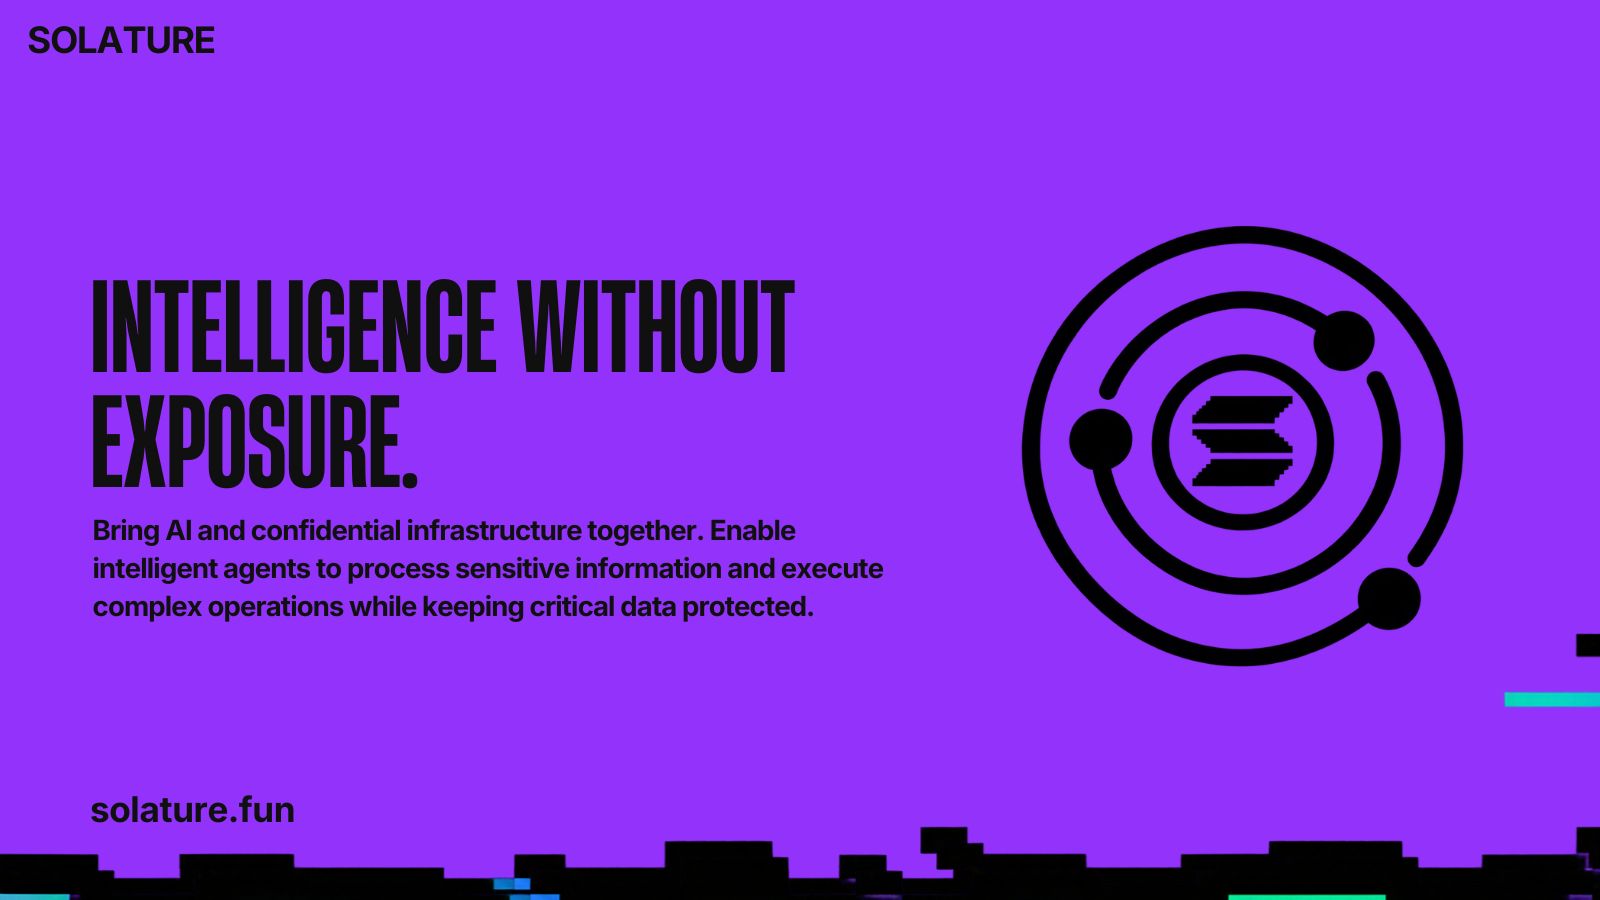 SOLATURE
INTELLIGENCE WITHOUT
EXPOSURE.
Bring AI and confidential infrastructure together. Enable
intelligent agents to process sensitive information and execute
complex operations while keeping critical data protected.
solature.fun